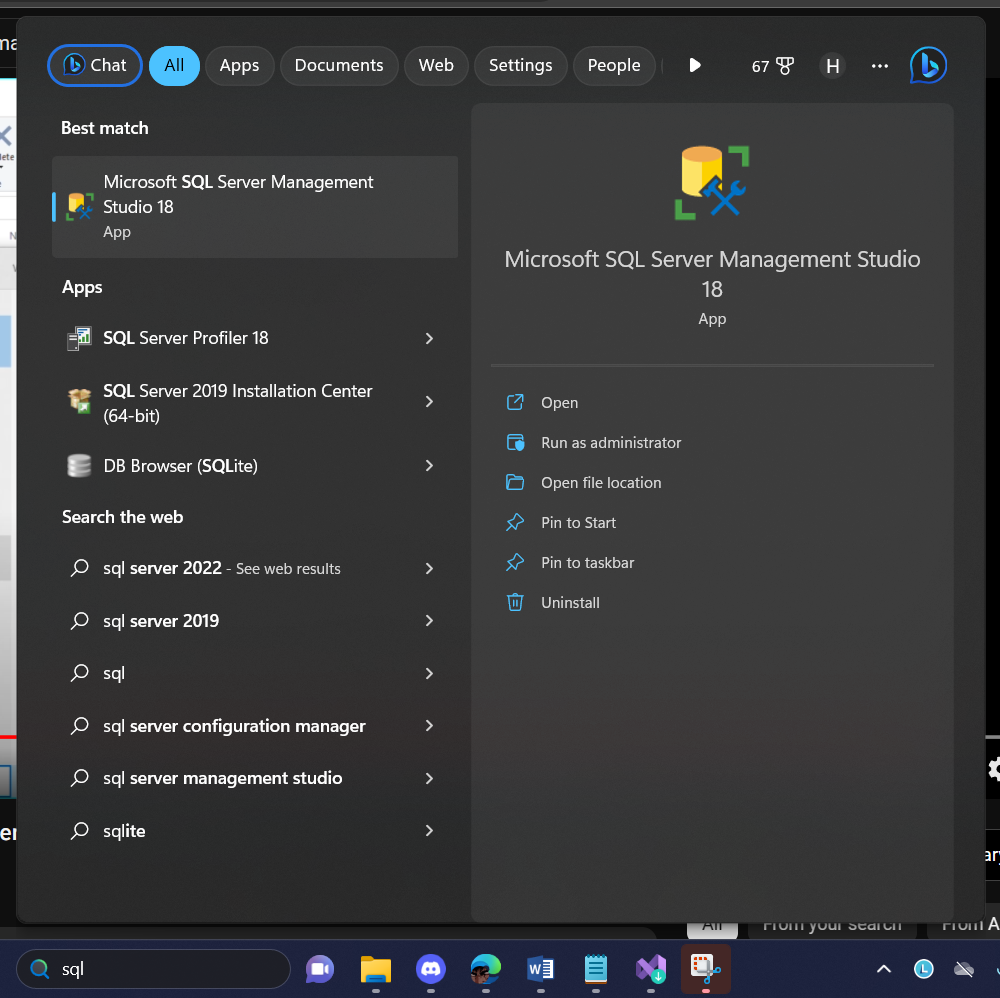 Chat All Apps Documents Web Settings People 67 H
Best match
Microsoft SQL Server Management
Studio 18
App
Microsoft SQL Server Management Studio
18
App
Apps
SQL Server Profiler 18
SQL Server 2019 Installation Center
(64-bit)
DB Browser (SQLite)
Open
Run as administrator
Open file location
Pin to Start
Pin to taskbar
Uninstall
Search the web
sql server 2022 - See web results
sql server 2019
sql
sql server configuration manager
sql server management studio
sqlite
All From your search From A
sql